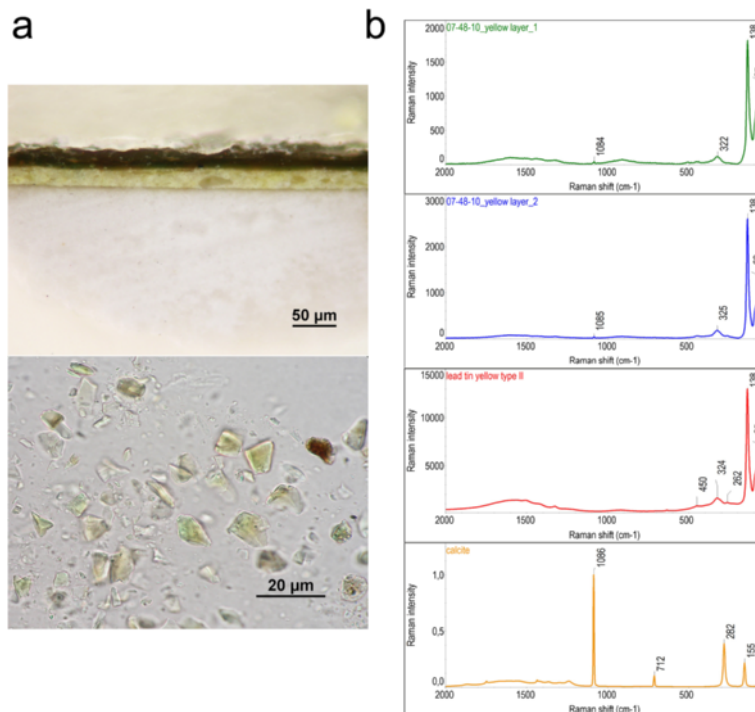 a
50 µm
20 µm
b
07-48-10_yellow layer_1
Raman intensity
2000
1500
1000
500
0
1084
322
138
2000
1500
1000
500
Raman shift (cm-1)
07-48-10_yellow layer_2
Raman intensity
3000
2000
1000
0
1085
325
138
2000
1500
1000
500
Raman shift (cm-1)
lead tin yellow type II
Raman intensity
15000
10000
5000
450
324
262
138
2000
1500
1000
500
Raman shift (cm-1)
calcite
Raman intensity
1,0
0,5
0,0
1086
712
282
155
2000
1500
1000
500
Raman shift (cm-1)